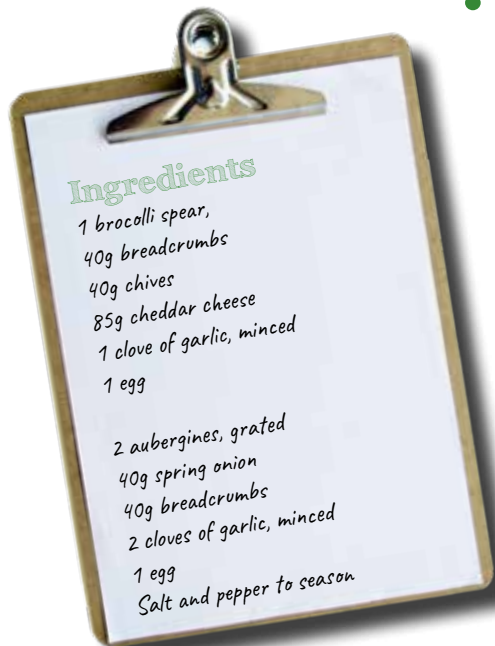 Ingredients
1 brocolli spear,
40g breadcrumbs
40g chives
85g cheddar cheese
1 clove of garlic, minced
1 egg
2 aubergines, grated
40g spring onion
40g breadcrumbs
2 cloves of garlic, minced
1 egg
Salt and pepper to season